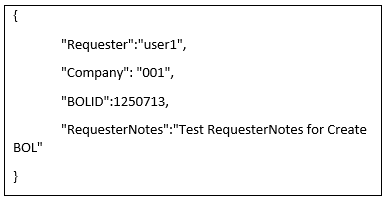 {
"Requester":"user1",
"Company": "001",
"BOLID":1250713,
"RequesterNotes":"Test RequesterNotes for Create
BOL"
}